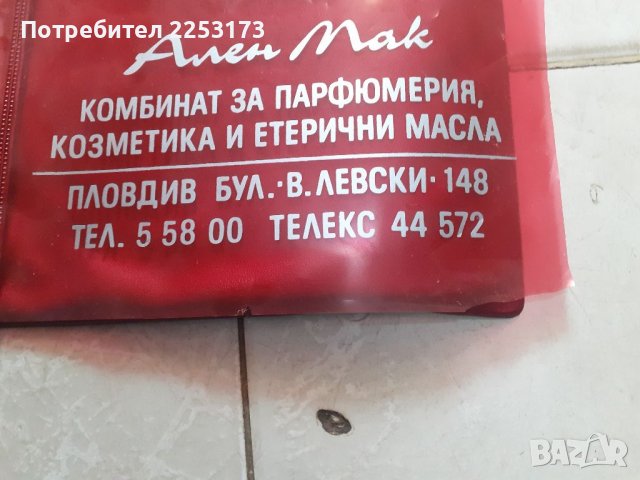 Потребител 2253173
Ален Мак
КОМБИНАТ ЗА ПАРФЮМЕРИЯ,
КОЗМЕТИКА И ЕТЕРИЧНИ МАСЛА
ПЛОВДИВ БУЛ.·В.ЛЕВСКИ·148
ТЕЛ. 5 58 00 ТЕЛЕКС 44 572
BAZAR